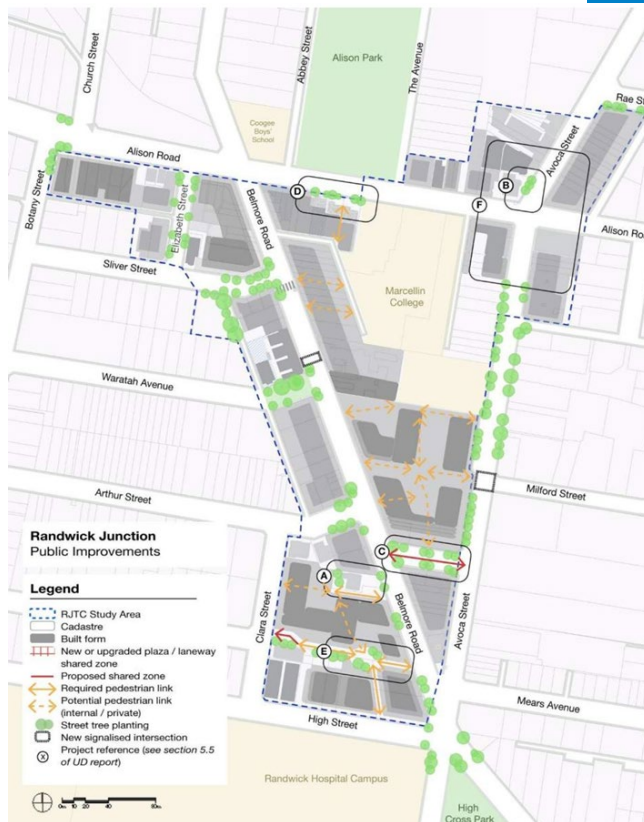 Church Street
Abbey Street
Alison Park
The Avenue
Rae St
Avoca Street
Coogee
Boys'
School
Alison Road
Botany Street
Elizabeth Street
Belmore Road
D
B
F
Alison Ro
Sliver Street
Marcellin
College
Waratah Avenue
Arthur Street
Milford Street
Randwick Junction
Public Improvements
Legend
RJTC Study Area
Cadastre
Built form
New or upgraded plaza / laneway
shared zone
Proposed shared zone
Required pedestrian link
Potential pedestrian link
(internal / private)
Street tree planting
New signalised intersection
X Project reference (see section 5.5
of UD report)
A
C
E
Clara Street
Belmore Road
Avoca Street
High Street
Mears Avenue
Randwick Hospital Campus
High
Cross Park
0m 10 20 40 80m